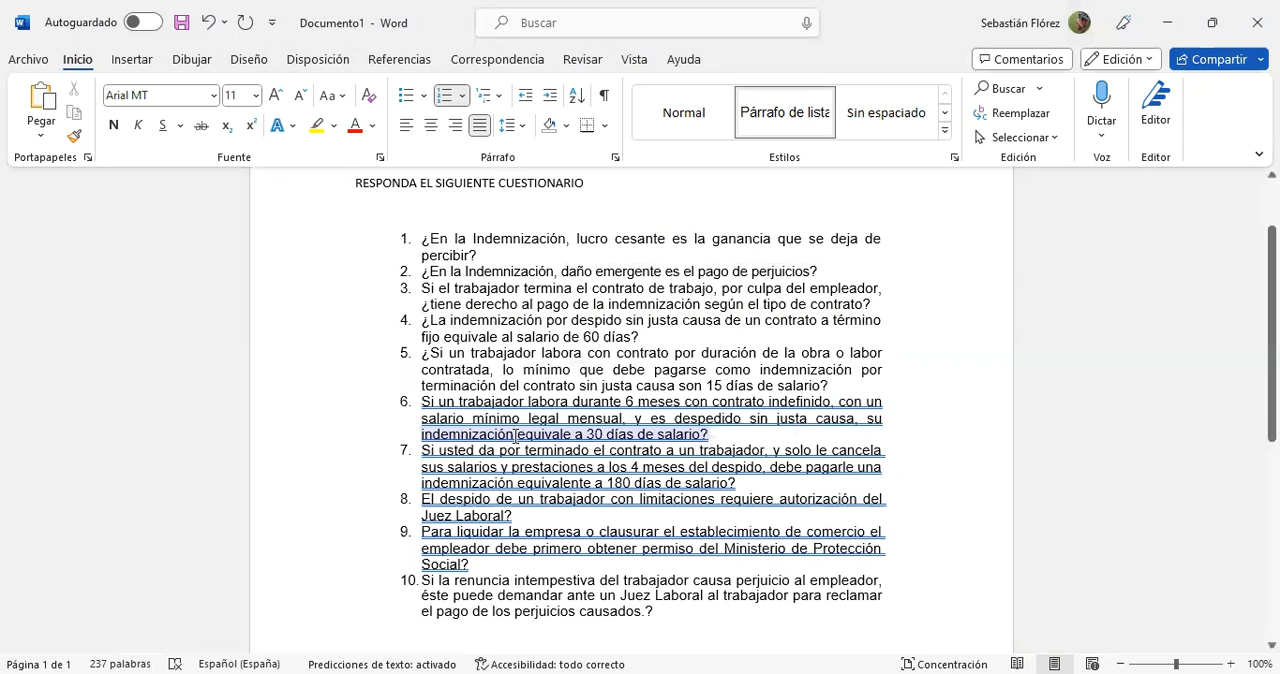 Autoguardado
Documento1 - Word
Buscar
Sebastián Flórez
Archivo Inicio Insertar Dibujar Diseño Disposición Referencias Correspondencia Revisar Vista Ayuda
Comentarios Edición Compartir
Pegar
Portapapeles
Arial MT 11 A A Aa A
N K S ab x₂ x² A A
Fuente
Párrafo
Normal Párrafo de lista Sin espaciado
Estilos
Buscar
Reemplazar
Seleccionar
Edición
Dictar
Voz
Editor
Editor
RESPONDA EL SIGUIENTE CUESTIONARIO
1. ¿En la Indemnización, lucro cesante es la ganancia que se deja de
percibir?
2. ¿En la Indemnización, daño emergente es el pago de perjuicios?
3. Si el trabajador termina el contrato de trabajo, por culpa del empleador,
¿tiene derecho al pago de la indemnización según el tipo de contrato?
4. ¿La indemnización por despido sin justa causa de un contrato a término
fijo equivale al salario de 60 días?
5. ¿Si un trabajador labora con contrato por duración de la obra o labor
contratada, lo mínimo que debe pagarse como indemnización por
terminación del contrato sin justa causa son 15 días de salario?
6. Si un trabajador labora durante 6 meses con contrato indefinido, con un
salario mínimo legal mensual, y es despedido sin justa causa, su
indemnización equivale a 30 días de salario?
7. Si usted da por terminado el contrato a un trabajador, y solo le cancela
sus salarios y prestaciones a los 4 meses del despido, debe pagarle una
indemnización equivalente a 180 días de salario?
8. El despido de un trabajador con limitaciones requiere autorización del
Juez Laboral?
9. Para liquidar la empresa o clausurar el establecimiento de comercio el
empleador debe primero obtener permiso del Ministerio de Protección
Social?
10. Si la renuncia intempestiva del trabajador causa perjuicio al empleador,
éste puede demandar ante un Juez Laboral al trabajador para reclamar
el pago de los perjuicios causados.?
Página 1 de 1 237 palabras Español (España) Predicciones de texto: activado Accesibilidad: todo correcto Concentración 100%